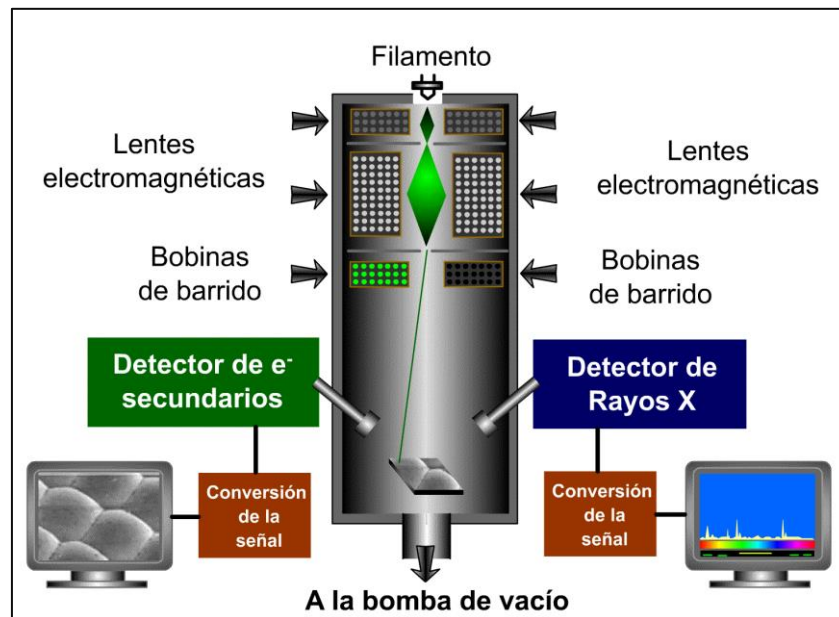 Filamento
Lentes
electromagnéticas
Lentes
electromagnéticas
Bobinas
de barrido
Bobinas
de barrido
Detector de e-
secundarios
Detector de
Rayos X
Conversión
de la
señal
Conversión
de la
señal
A la bomba de vacío